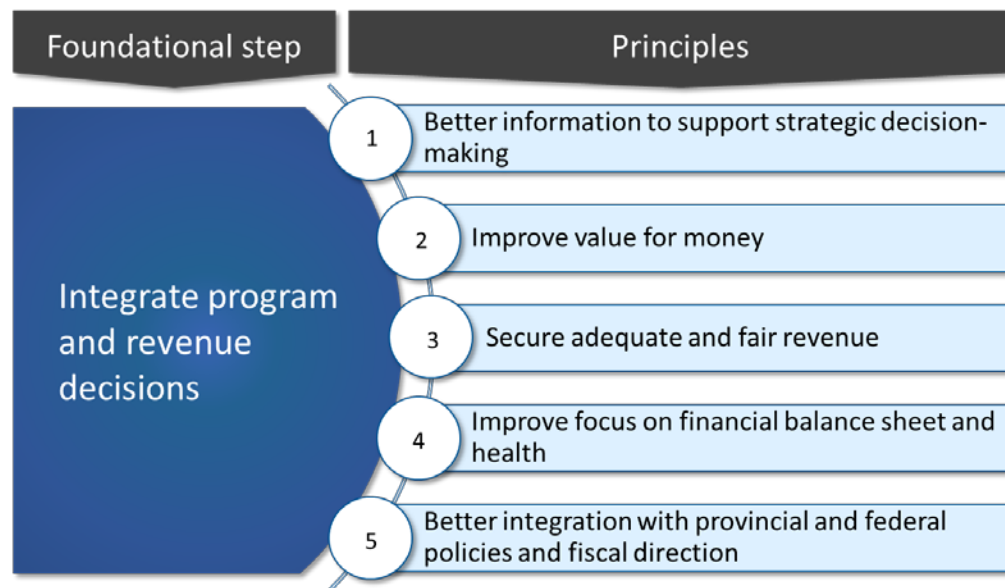 Foundational step
Principles
Integrate program
and revenue
decisions
1
Better information to support strategic decision-
making
2
Improve value for money
3
Secure adequate and fair revenue
4
Improve focus on financial balance sheet and
health
5
Better integration with provincial and federal
policies and fiscal direction